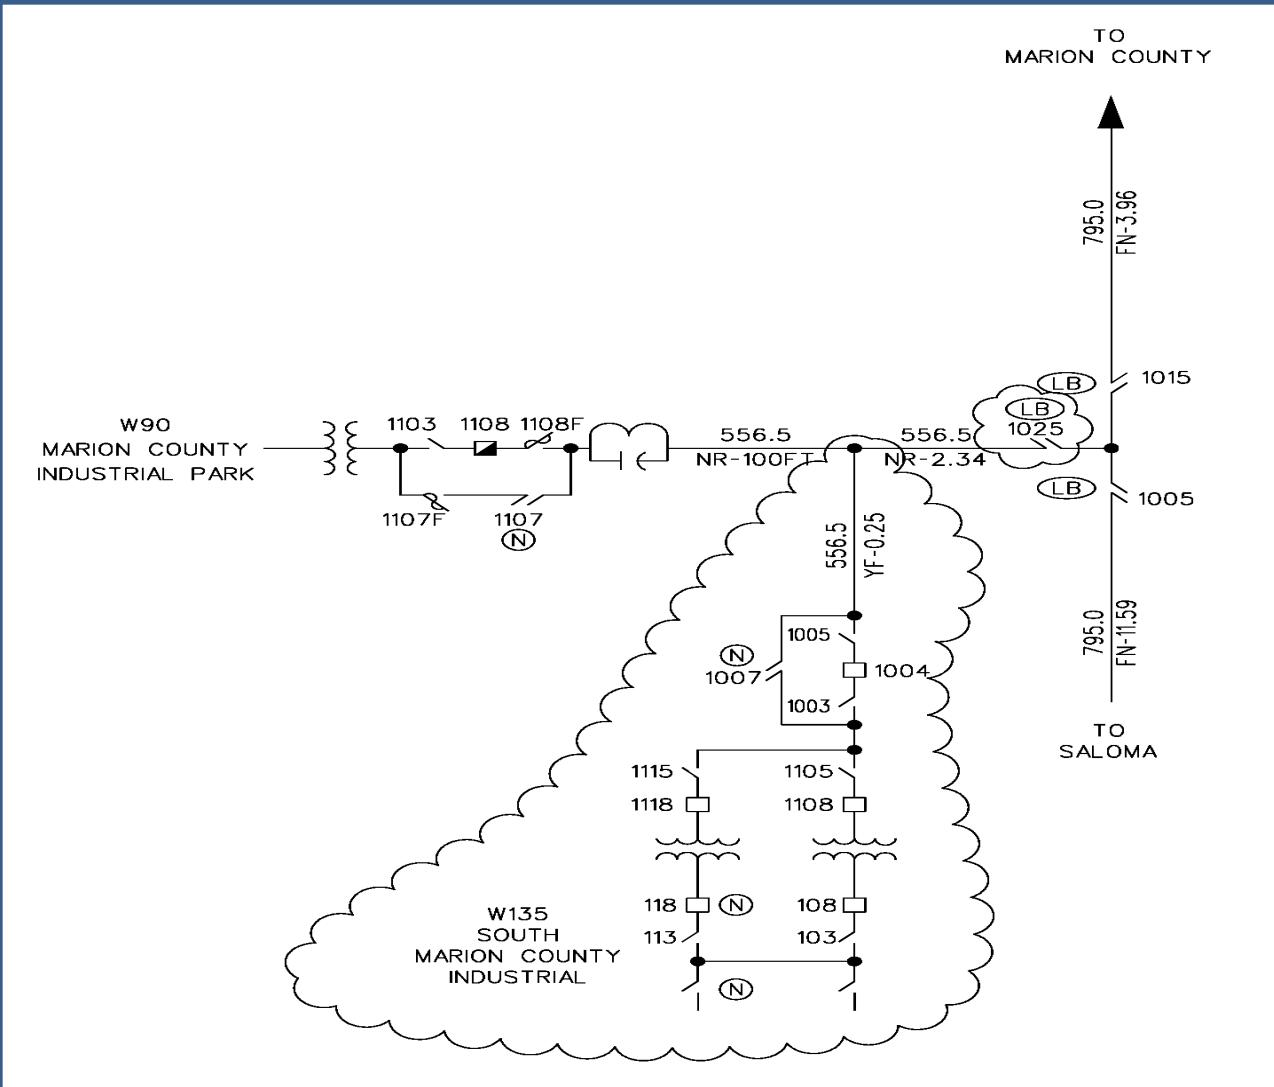 TO
MARION COUNTY
795.0
FN-3.96
LB
1015
LB
1025
W90
MARION COUNTY
INDUSTRIAL PARK
1103
1108
1108F
556.5
NR-100FT
556.5
NR-2.34
LB
1005
1107F
1107
N
556.5
YF-0.25
795.0
FN-11.59
1005
N
1007
1004
1003
TO
SALOMA
1115
1105
1118
1108
118
N
108
113
103
W135
SOUTH
MARION COUNTY
INDUSTRIAL
N